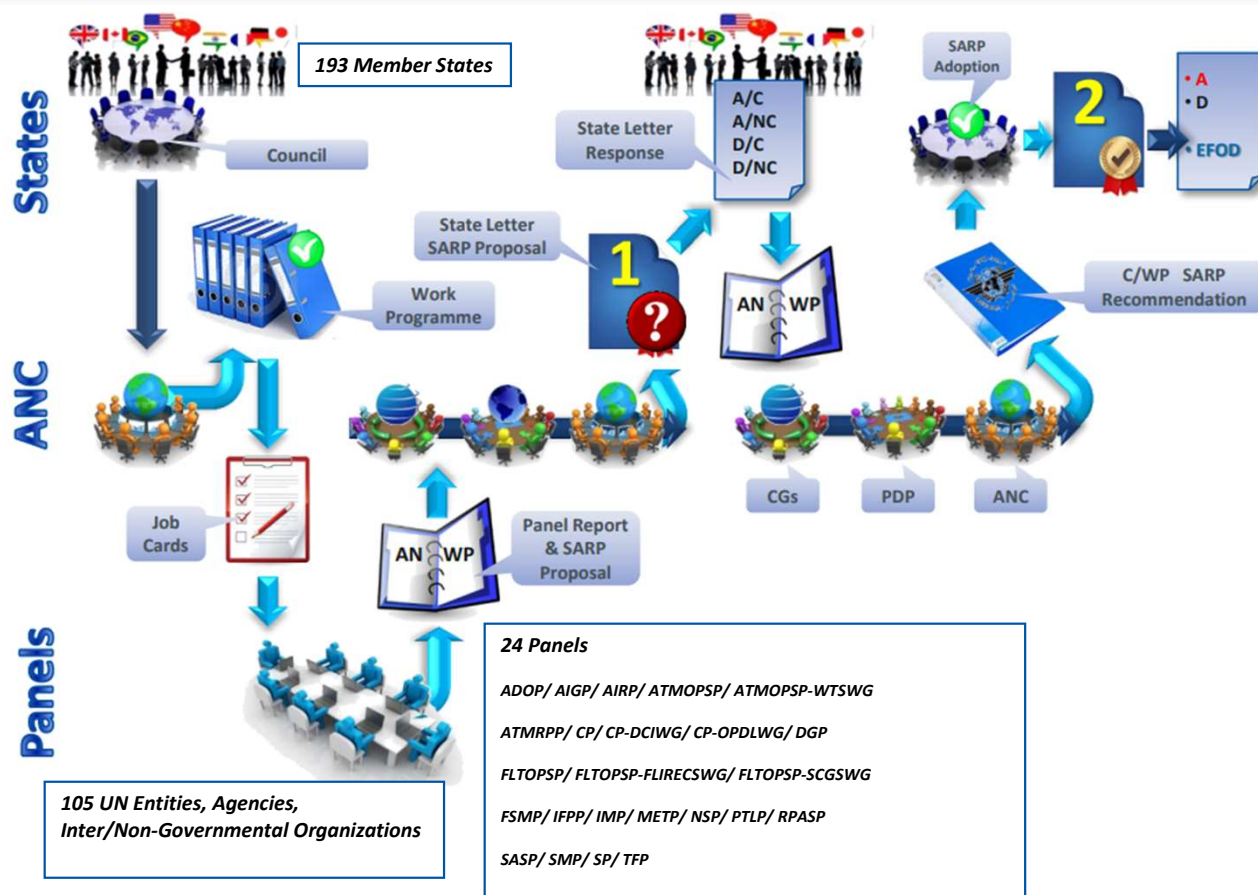 States
193 Member States
Council
State Letter
Response
A/C
A/NC
D/C
D/NC
SARP
Adoption
2
• A
• D
• EFOD
State Letter
SARP Proposal
1
?
Work
Programme
AN WP
C/WP SARP
Recommendation
ANC
CGs
PDP
ANC
Job
Cards
AN WP
Panel Report
& SARP
Proposal
Panels
24 Panels
ADOP/ AIGP/ AIRP/ ATMOPSP/ ATMOPSP-WTSWG
ATMRPP/ CP/ CP-DCIWG/ CP-OPDLWG/ DGP
FLTOPSP/ FLTOPSP-FLIRECSWG/ FLTOPSP-SCGSWG
FSMP/ IFPP/ IMP/ METP/ NSP/ PTLP/ RPASP
SASP/ SMP/ SP/ TFP
105 UN Entities, Agencies,
Inter/Non-Governmental Organizations